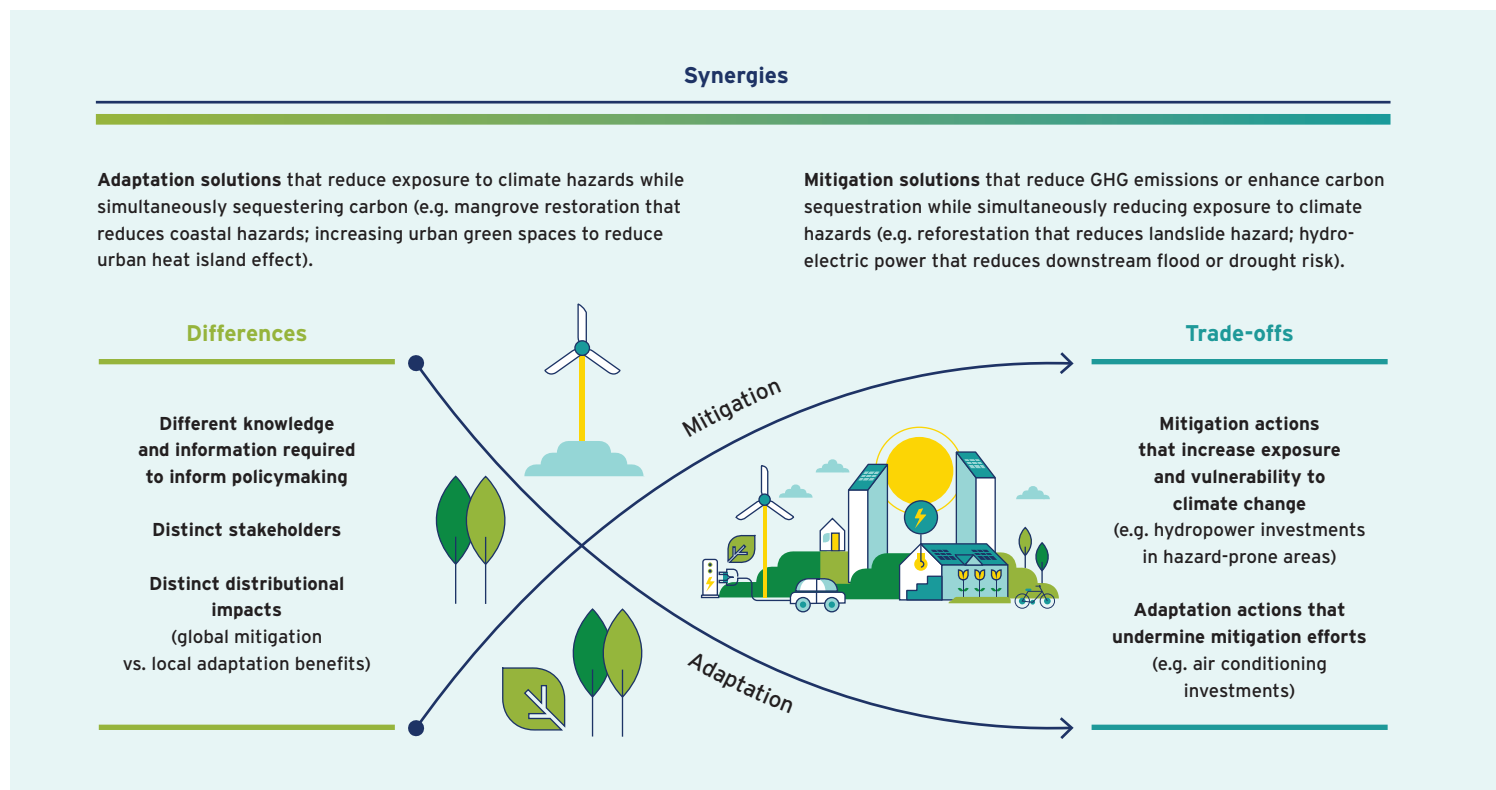 Synergies
Adaptation solutions that reduce exposure to climate hazards while
simultaneously sequestering carbon (e.g. mangrove restoration that
reduces coastal hazards; increasing urban green spaces to reduce
urban heat island effect).
Mitigation solutions that reduce GHG emissions or enhance carbon
sequestration while simultaneously reducing exposure to climate
hazards (e.g. reforestation that reduces landslide hazard; hydro-
electric power that reduces downstream flood or drought risk).
Differences
Different knowledge
and information required
to inform policymaking
Distinct stakeholders
Distinct distributional
impacts
(global mitigation
vs. local adaptation benefits)
Mitigation
Adaptation
Trade-offs
Mitigation actions
that increase exposure
and vulnerability to
climate change
(e.g. hydropower investments
in hazard-prone areas)
Adaptation actions that
undermine mitigation efforts
(e.g. air conditioning
investments)